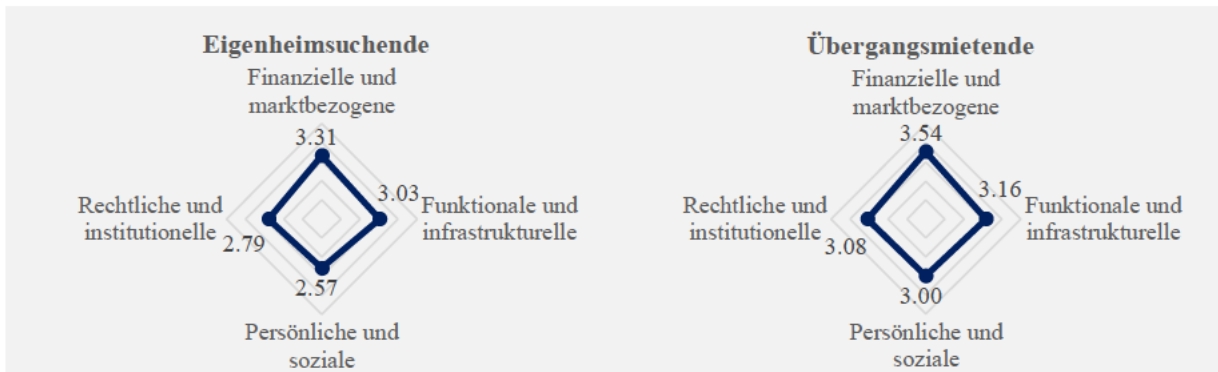 Eigenheimsuchende
Finanzielle und
marktbezogene
3.31
3.03
Rechtliche und
institutionelle
Funktionale und
infrastrukturelle
2.79
2.57
Persönliche und
soziale
Übergangsmietende
Finanzielle und
marktbezogene
3.54
3.16
Rechtliche und
institutionelle
Funktionale und
infrastrukturelle
3.08
3.00
Persönliche und
soziale